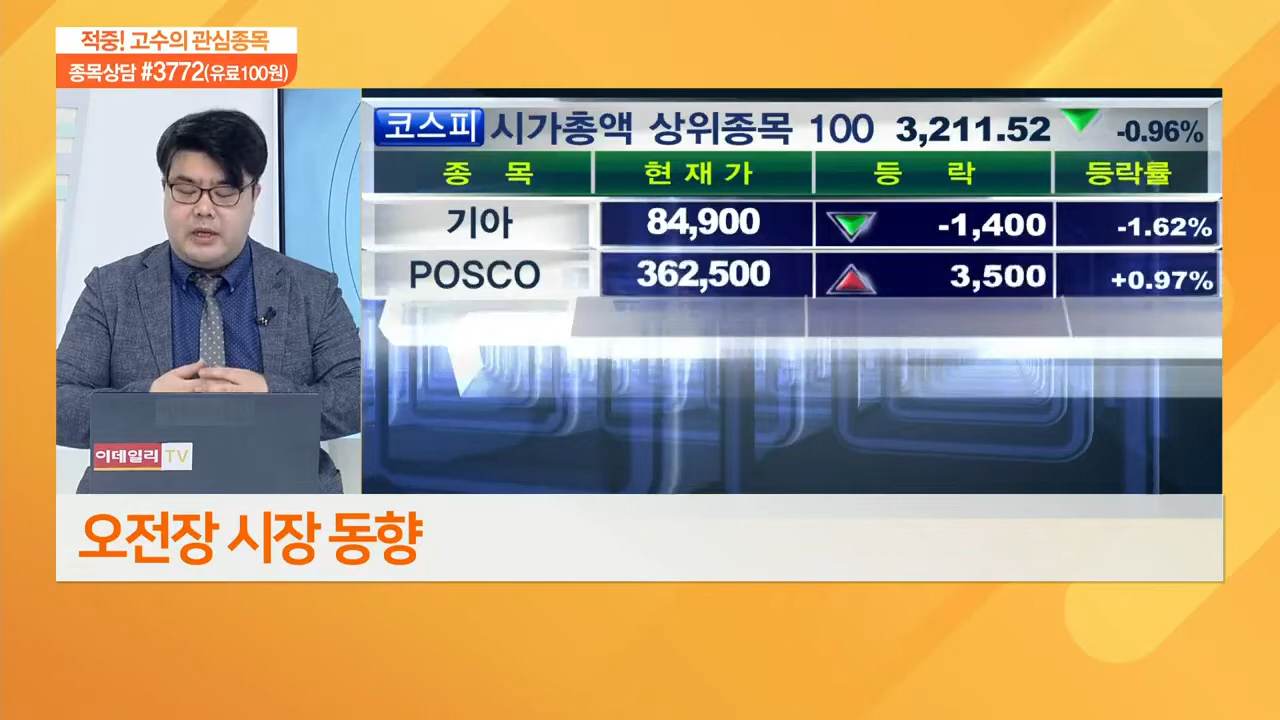 적중! 고수의 관심종목
종목상담 #3772(유료100원)
코스피 시가총액 상위종목 100 3,211.52 -0.96%
종 목 현 재 가 등 락 등락률
기아 84,900 -1,400 -1.62%
POSCO 362,500 3,500 +0.97%
이데일리 TV
오전장 시장 동향